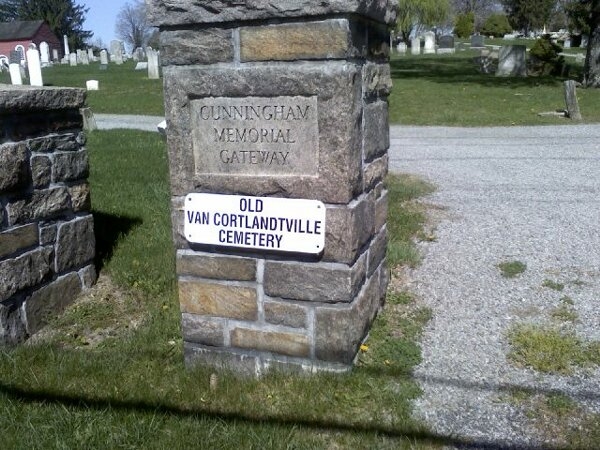 CUNNINGHAM
MEMORIAL
GATEWAY
OLD
VAN CORTLANDTVILLE
CEMETERY